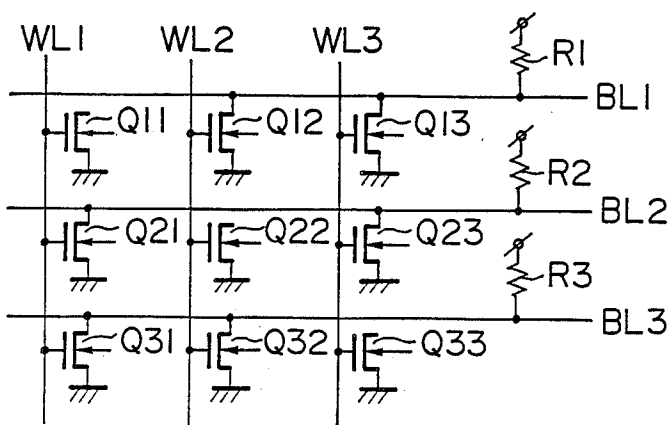 WL1 WL2 WL3 R1
BL1
Q11 Q12 Q13
R2
BL2
Q21 Q22 Q23
R3
BL3
Q31 Q32 Q33